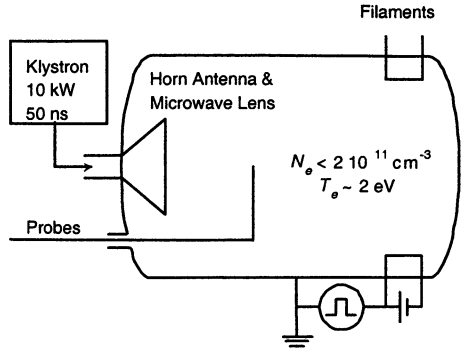 Filaments
Klystron
10 kW
50 ns
Horn Antenna &
Microwave Lens
Nₑ < 2 10 ¹¹ cm⁻³
Tₑ ~ 2 eV
Probes